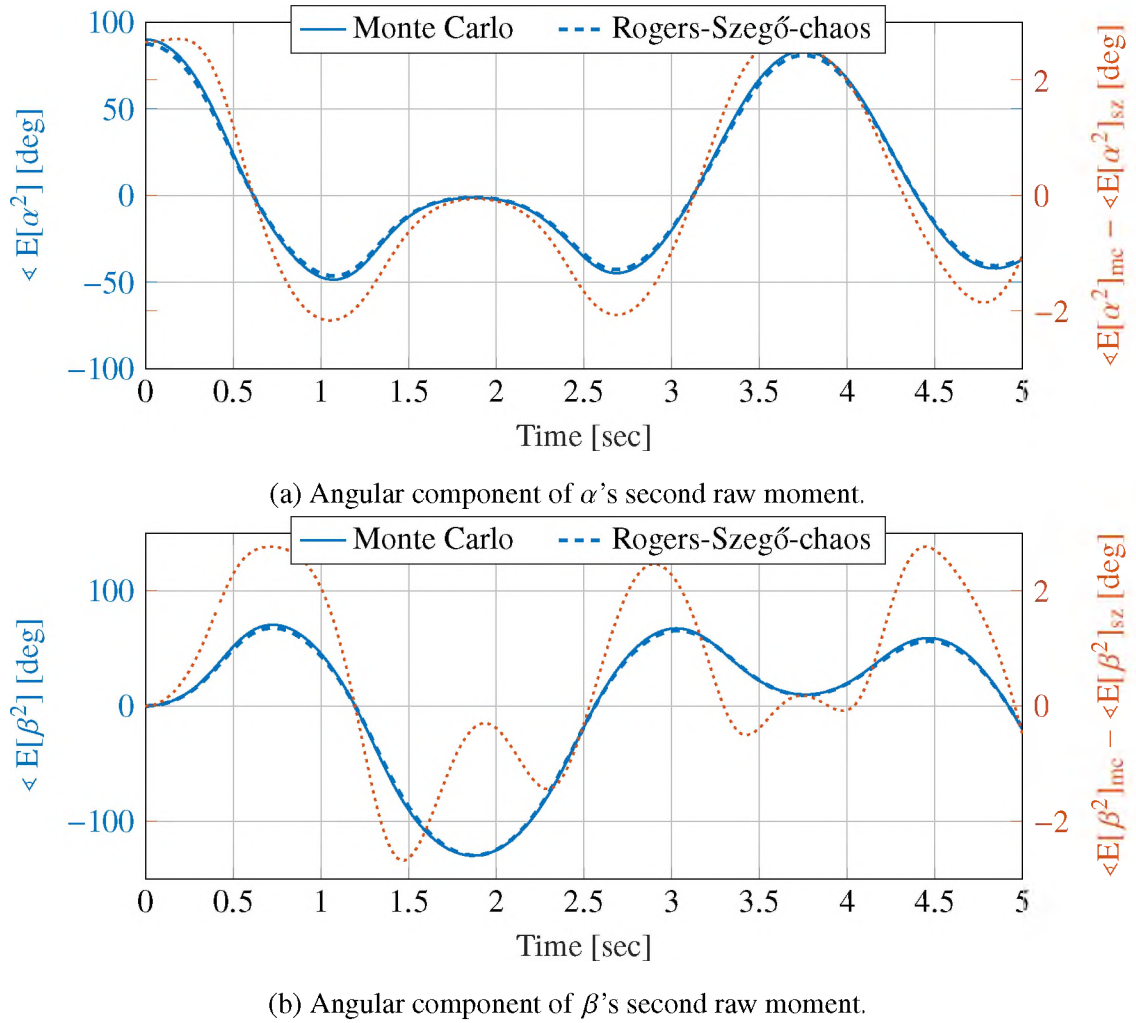 Monte Carlo Rogers-Szegő-chaos
100
50
0
−50
−100
∢ E[α²] [deg]
2
0
−2
∢E[α²]mc − ∢E[α²]sz [deg]
0 0.5 1 1.5 2 2.5 3 3.5 4 4.5 5
Time [sec]
(a) Angular component of α's second raw moment.
Monte Carlo Rogers-Szegő-chaos
100
0
−100
∢ E[β²] [deg]
2
0
−2
∢E[β²]mc − ∢E[β²]sz [deg]
0 0.5 1 1.5 2 2.5 3 3.5 4 4.5 5
Time [sec]
(b) Angular component of β's second raw moment.